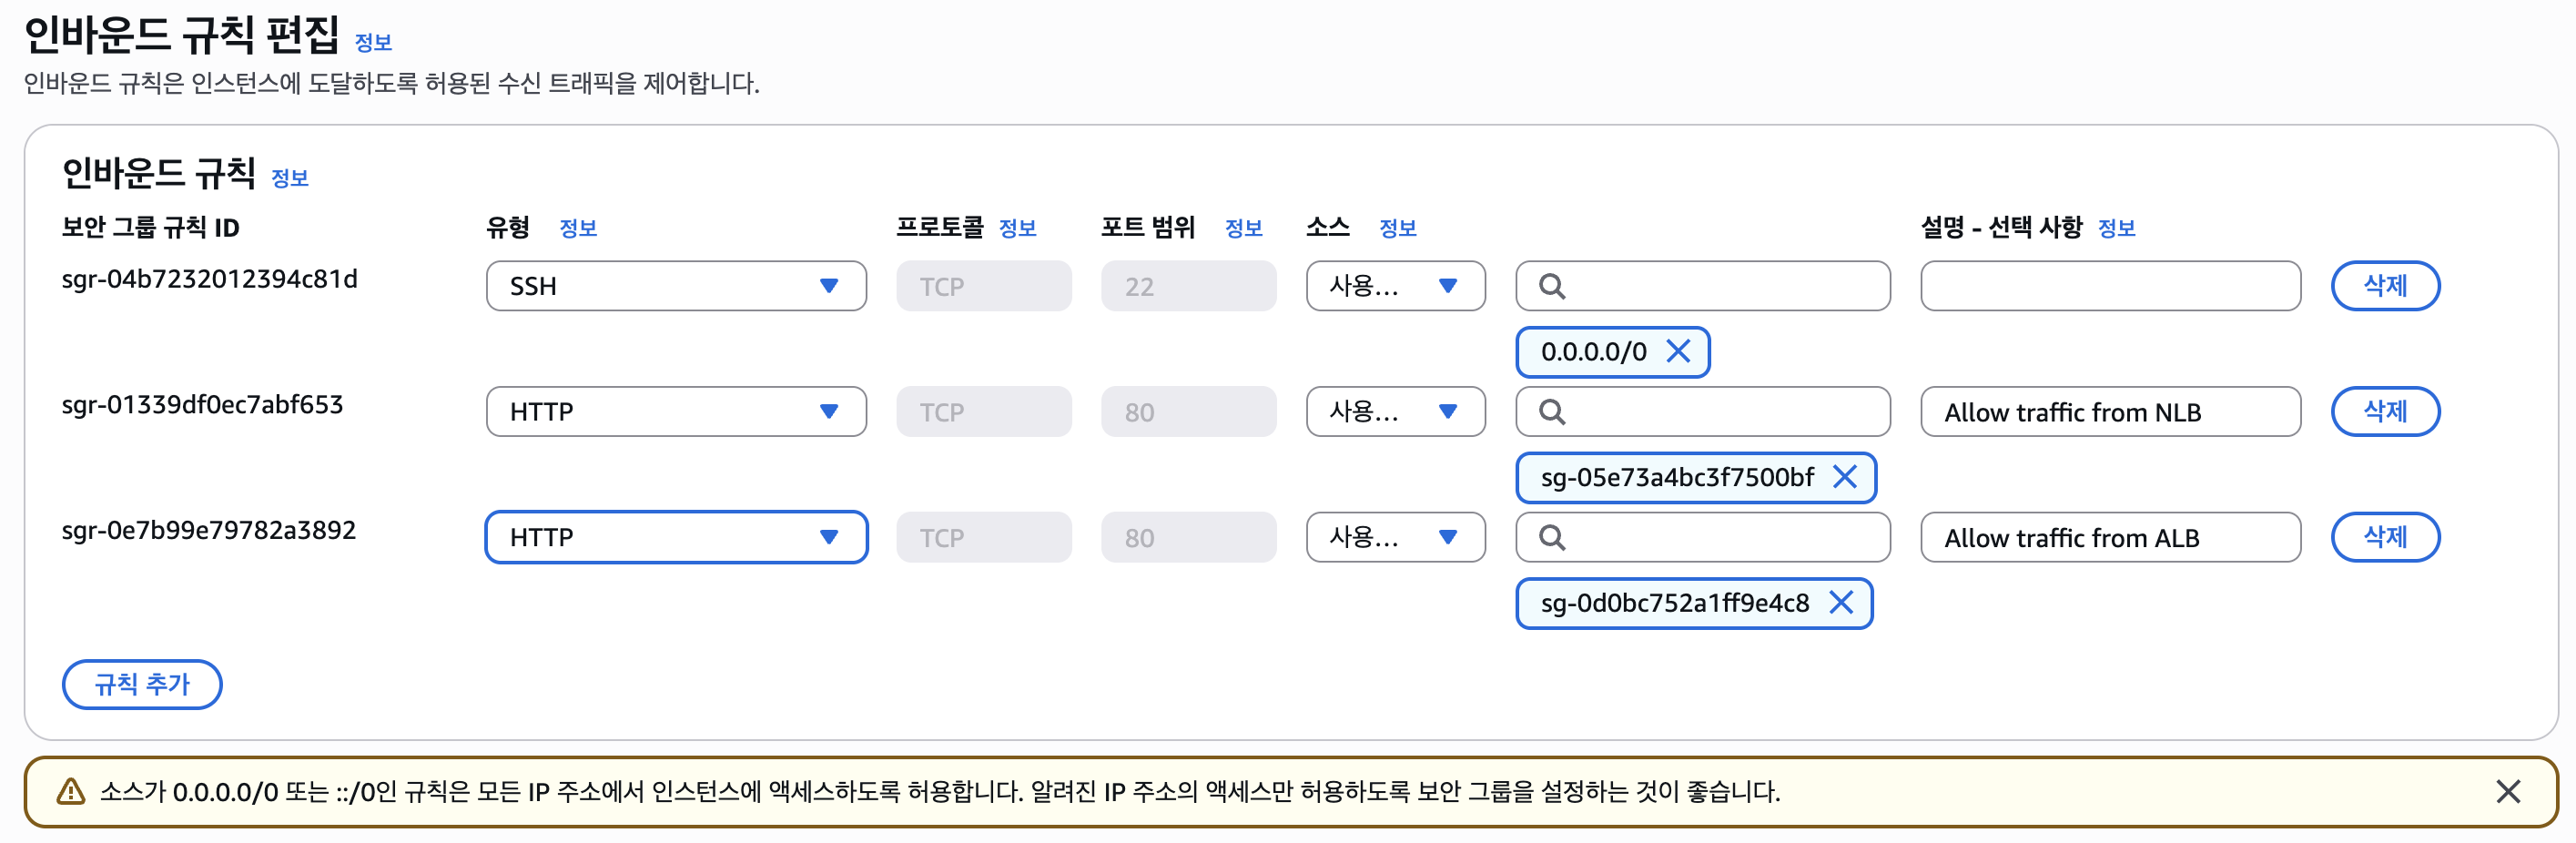 인바운드 규칙 편집 정보
인바운드 규칙은 인스턴스에 도달하도록 허용된 수신 트래픽을 제어합니다.
인바운드 규칙 정보
보안 그룹 규칙 ID 유형 정보 프로토콜 정보 포트 범위 정보 소스 정보 설명 - 선택 사항 정보
sgr-04b7232012394c81d SSH TCP 22 사용... 삭제
0.0.0.0/0
sgr-01339df0ec7abf653 HTTP TCP 80 사용... Allow traffic from NLB 삭제
sg-05e73a4bc3f7500bf
sgr-0e7b99e79782a3892 HTTP TCP 80 사용... Allow traffic from ALB 삭제
sg-0d0bc752a1ff9e4c8
규칙 추가
소스가 0.0.0.0/0 또는 ::/0인 규칙은 모든 IP 주소에서 인스턴스에 액세스하도록 허용합니다. 알려진 IP 주소의 액세스만 허용하도록 보안 그룹을 설정하는 것이 좋습니다.